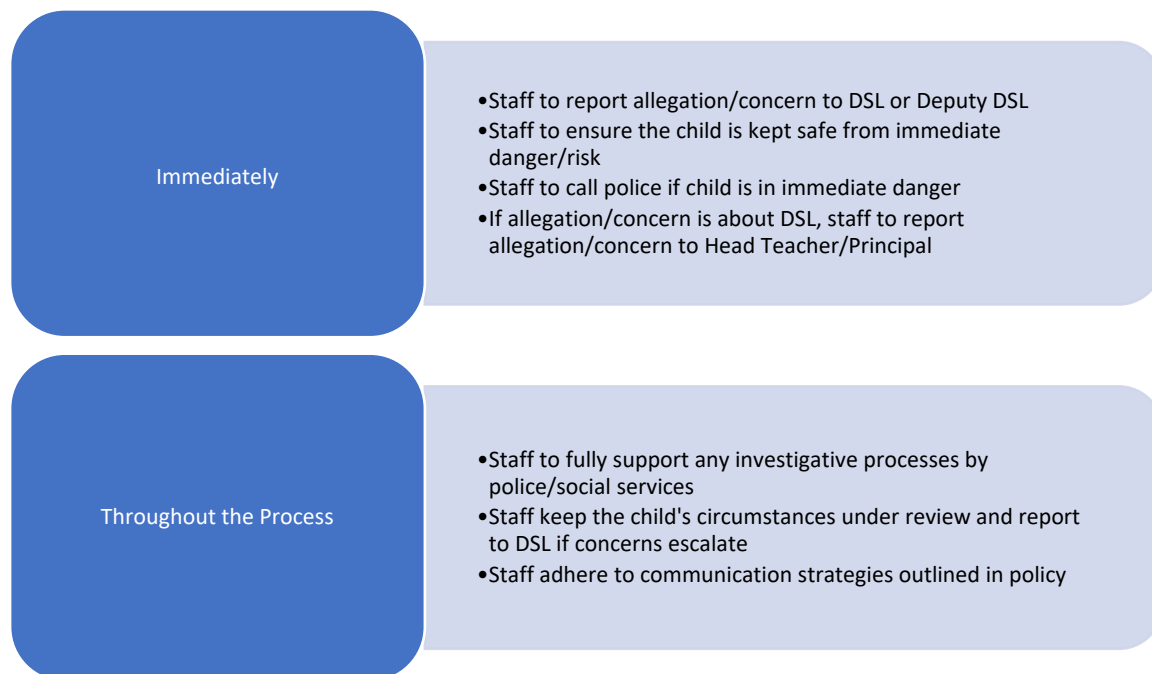 Immediately
•Staff to report allegation/concern to DSL or Deputy DSL
•Staff to ensure the child is kept safe from immediate
danger/risk
•Staff to call police if child is in immediate danger
•If allegation/concern is about DSL, staff to report
allegation/concern to Head Teacher/Principal
Throughout the Process
•Staff to fully support any investigative processes by
police/social services
•Staff keep the child's circumstances under review and report
to DSL if concerns escalate
•Staff adhere to communication strategies outlined in policy